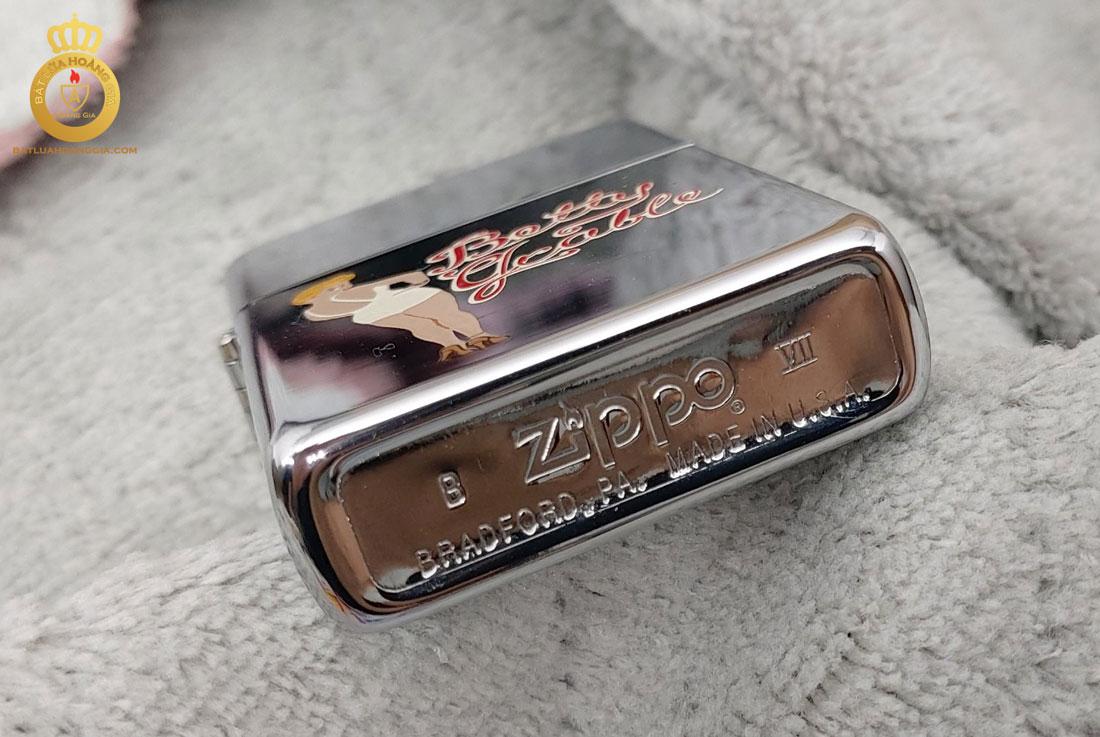 BATLUAHOANGGIA.COM
Betty
Grable
B zippo® VII
BRADFORD, PA. MADE IN U.S.A.